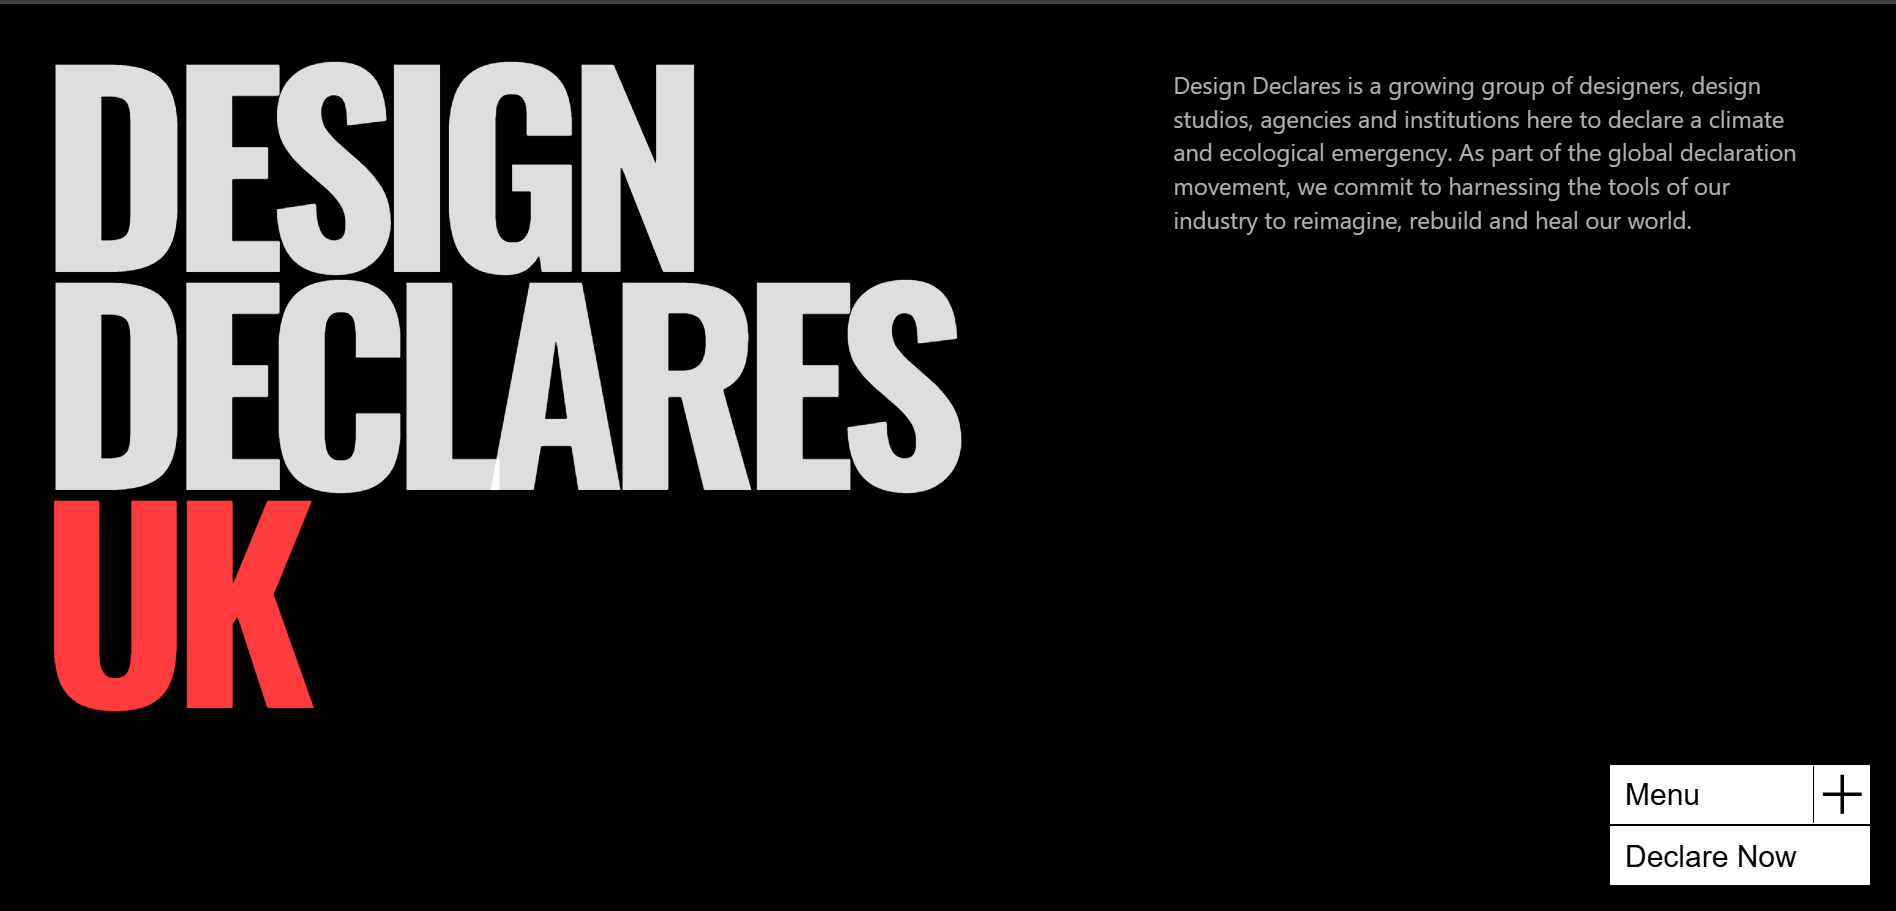 DESIGN
DECLARES
UK
Design Declares is a growing group of designers, design
studios, agencies and institutions here to declare a climate
and ecological emergency. As part of the global declaration
movement, we commit to harnessing the tools of our
industry to reimagine, rebuild and heal our world.
Menu
Declare Now